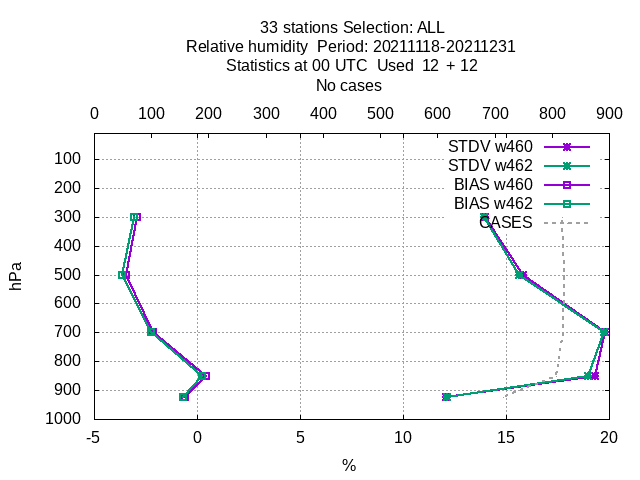 33 stations Selection: ALL
Relative humidity  Period: 20211118-20211231
Statistics at 00 UTC  Used  12  + 12
No cases
0 100 200 300 400 500 600 700 800 900
STDV w460
STDV w462
BIAS w460
BIAS w462
CASES
100
200
300
400
500
600
700
800
900
1000
hPa
-5 0 5 10 15 20
%